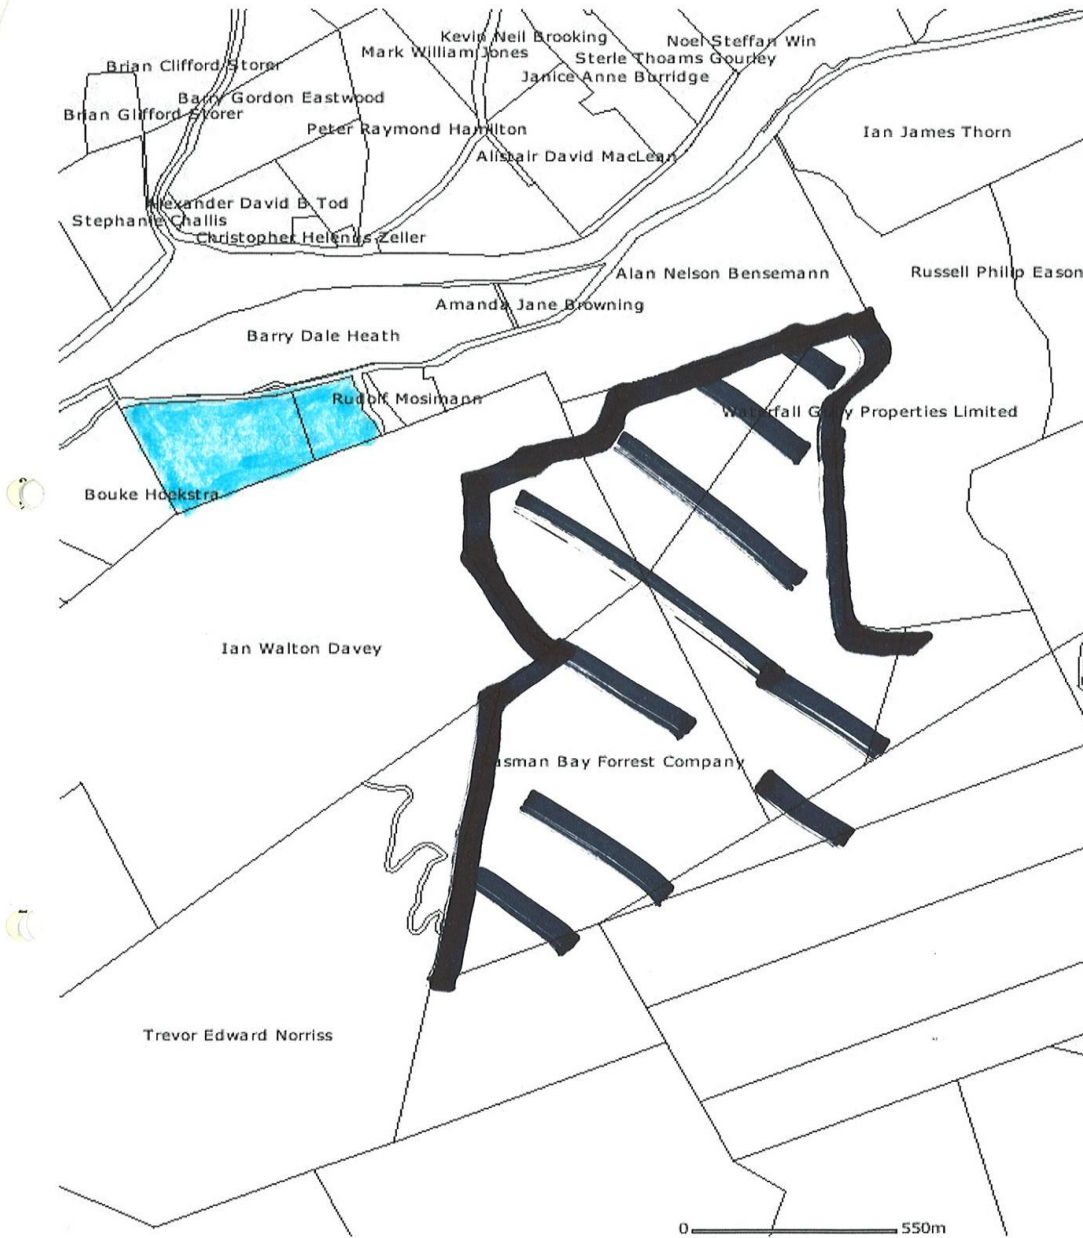 Kevin Neil Brooking
Noel Steffan Win
Mark William Jones
Sterle Thoams Gourley
Brian Clifford Storer
Janice Anne Burridge
Barry Gordon Eastwood
Brian Glifford Storer
Peter Raymond Hamilton
Ian James Thorn
Alistair David MacLean
Alexander David B Tod
Stephanie Challis
Christopher Helenus Zeller
Alan Nelson Bensemann
Russell Philip Eason
Amanda Jane Browning
Barry Dale Heath
Rudolf Mosimann
Waterfall Gully Properties Limited
Bouke Hoekstra
Ian Walton Davey
asman Bay Forrest Company
Trevor Edward Norriss
0 550m